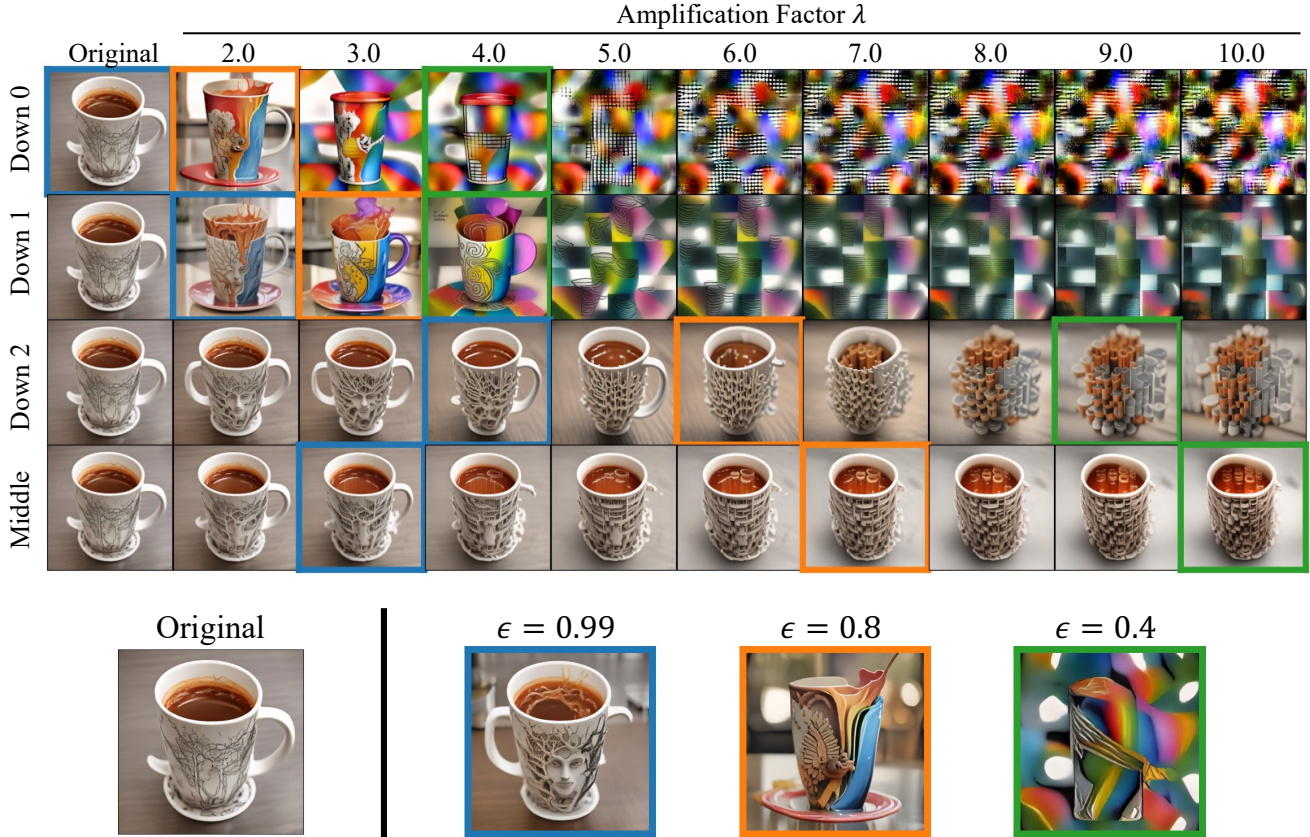 Amplification Factor λ
Original 2.0 3.0 4.0 5.0 6.0 7.0 8.0 9.0 10.0
Down 0
Down 1
Down 2
Middle
Original ϵ = 0.99 ϵ = 0.8 ϵ = 0.4